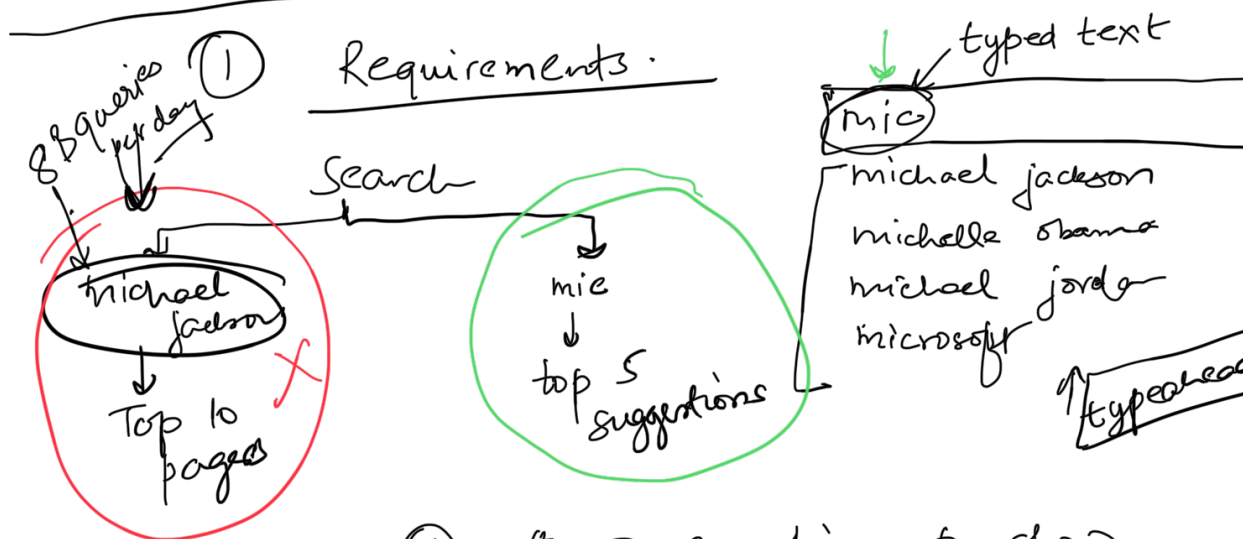 ① Requirements.
8B queries
per day
Search
michael
jackson
Top 10
pages
mic
top 5
suggestions
typed text
mic
michael jackson
michelle obama
michael jordan
microsoft
typeahead